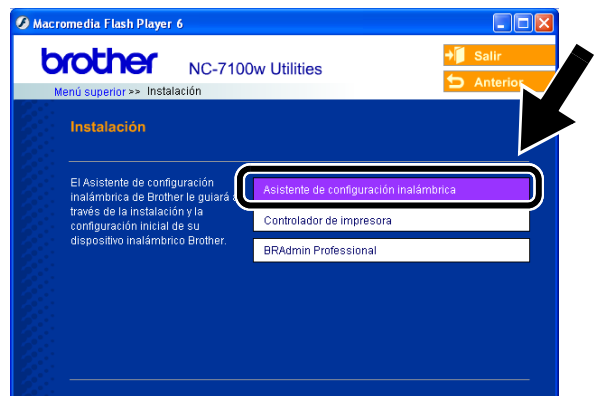 Macromedia Flash Player 6
brother
NC-7100w Utilities
Salir
Anterior
Menú superior >> Instalación
Instalación
El Asistente de configuración
inalámbrica de Brother le guiará a
través de la instalación y la
configuración inicial de su
dispositivo inalámbrico Brother.
Asistente de configuración inalámbrica
Controlador de impresora
BRAdmin Professional